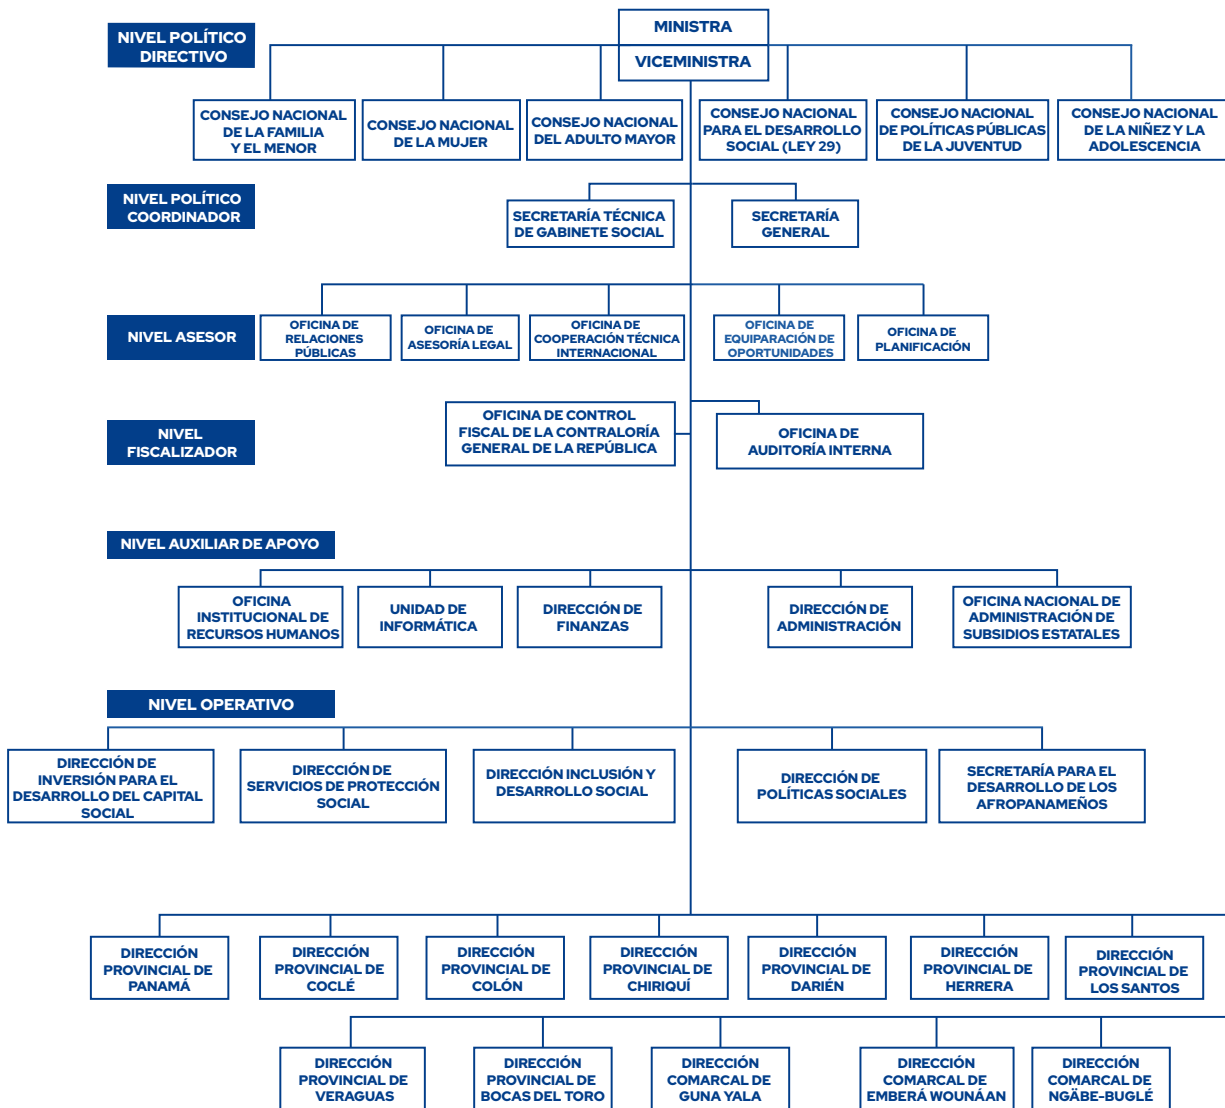 NIVEL POLÍTICO
DIRECTIVO
MINISTRA
VICEMINISTRA
CONSEJO NACIONAL
DE LA FAMILIA
Y EL MENOR
CONSEJO NACIONAL
DE LA MUJER
CONSEJO NACIONAL
DEL ADULTO MAYOR
CONSEJO NACIONAL
PARA EL DESARROLLO
SOCIAL (LEY 29)
CONSEJO NACIONAL
DE POLÍTICAS PÚBLICAS
DE LA JUVENTUD
CONSEJO NACIONAL
DE LA NIÑEZ Y LA
ADOLESCENCIA
NIVEL POLÍTICO
COORDINADOR
SECRETARÍA TÉCNICA
DE GABINETE SOCIAL
SECRETARÍA
GENERAL
NIVEL ASESOR
OFICINA DE
RELACIONES
PÚBLICAS
OFICINA DE
ASESORÍA LEGAL
OFICINA DE
COOPERACIÓN TÉCNICA
INTERNACIONAL
OFICINA DE
EQUIPARACIÓN DE
OPORTUNIDADES
OFICINA DE
PLANIFICACIÓN
NIVEL
FISCALIZADOR
OFICINA DE CONTROL
FISCAL DE LA CONTRALORÍA
GENERAL DE LA REPÚBLICA
OFICINA DE
AUDITORÍA INTERNA
NIVEL AUXILIAR DE APOYO
OFICINA
INSTITUCIONAL DE
RECURSOS HUMANOS
UNIDAD DE
INFORMÁTICA
DIRECCIÓN DE
FINANZAS
DIRECCIÓN DE
ADMINISTRACIÓN
OFICINA NACIONAL DE
ADMINISTRACIÓN DE
SUBSIDIOS ESTATALES
NIVEL OPERATIVO
DIRECCIÓN DE
INVERSIÓN PARA EL
DESARROLLO DEL CAPITAL
SOCIAL
DIRECCIÓN DE
SERVICIOS DE PROTECCIÓN
SOCIAL
DIRECCIÓN INCLUSIÓN Y
DESARROLLO SOCIAL
DIRECCIÓN DE
POLÍTICAS SOCIALES
SECRETARÍA PARA EL
DESARROLLO DE LOS
AFROPANAMEÑOS
DIRECCIÓN
PROVINCIAL DE
PANAMÁ
DIRECCIÓN
PROVINCIAL DE
COCLÉ
DIRECCIÓN
PROVINCIAL DE
COLÓN
DIRECCIÓN
PROVINCIAL DE
CHIRIQUÍ
DIRECCIÓN
PROVINCIAL DE
DARIÉN
DIRECCIÓN
PROVINCIAL DE
HERRERA
DIRECCIÓN
PROVINCIAL DE
LOS SANTOS
DIRECCIÓN
PROVINCIAL DE
VERAGUAS
DIRECCIÓN
PROVINCIAL DE
BOCAS DEL TORO
DIRECCIÓN
COMARCAL DE
GUNA YALA
DIRECCIÓN
COMARCAL DE
EMBERÁ WOUNÁAN
DIRECCIÓN
COMARCAL DE
NGÄBE-BUGLÉ